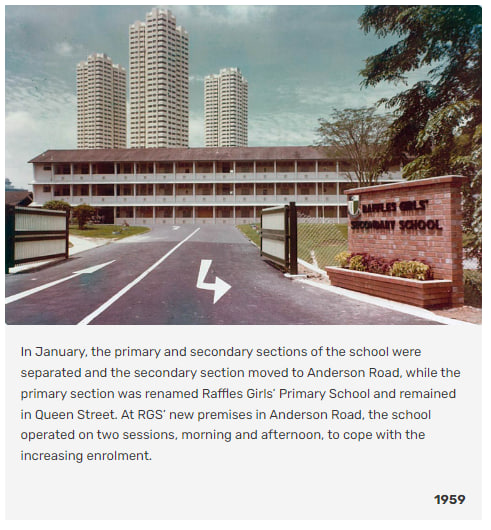 RAFFLES GIRLS'
SECONDARY SCHOOL
In January, the primary and secondary sections of the school were
separated and the secondary section moved to Anderson Road, while the
primary section was renamed Raffles Girls’ Primary School and remained
in Queen Street. At RGS’ new premises in Anderson Road, the school
operated on two sessions, morning and afternoon, to cope with the
increasing enrolment.
1959